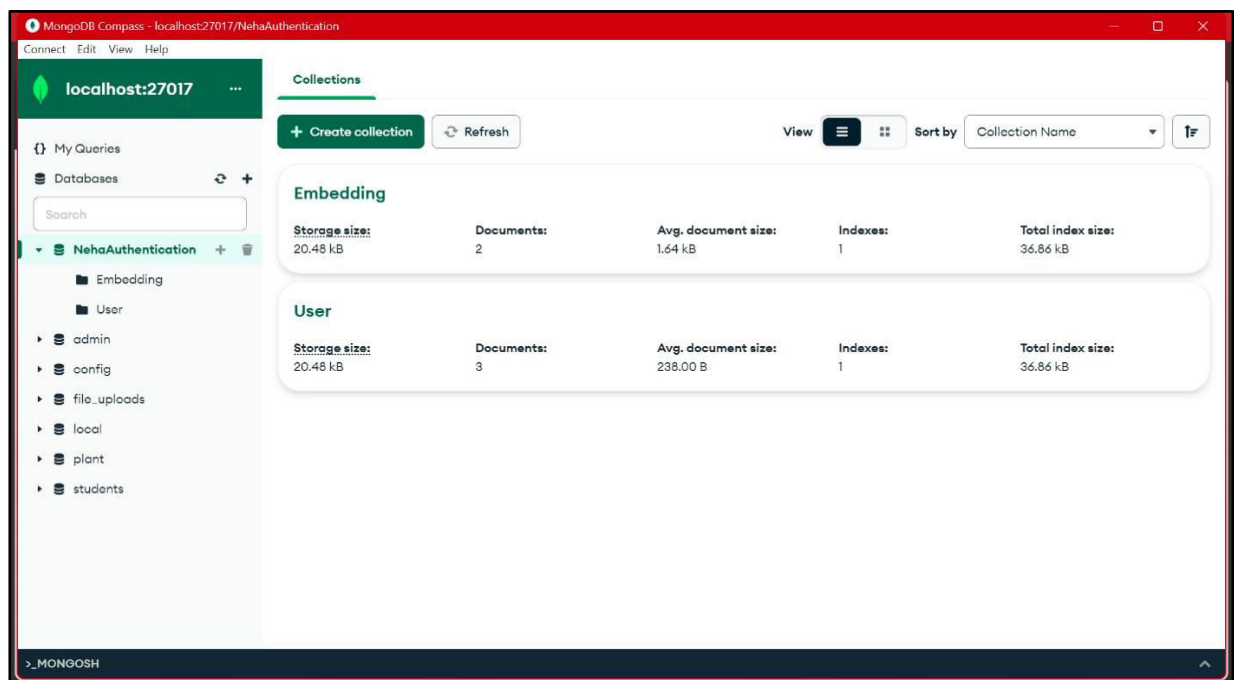 MongoDB Compass - localhost:27017/NehaAuthentication
Connect Edit View Help
localhost:27017 ...
{} My Queries
Databases
Search
NehaAuthentication
Embedding
User
admin
config
file_uploads
local
plant
students
Collections
+ Create collection Refresh View Sort by Collection Name
Embedding
Storage size: Documents: Avg. document size: Indexes: Total index size:
20.48 kB 2 1.64 kB 1 36.86 kB
User
Storage size: Documents: Avg. document size: Indexes: Total index size:
20.48 kB 3 238.00 B 1 36.86 kB
>_MONGOSH